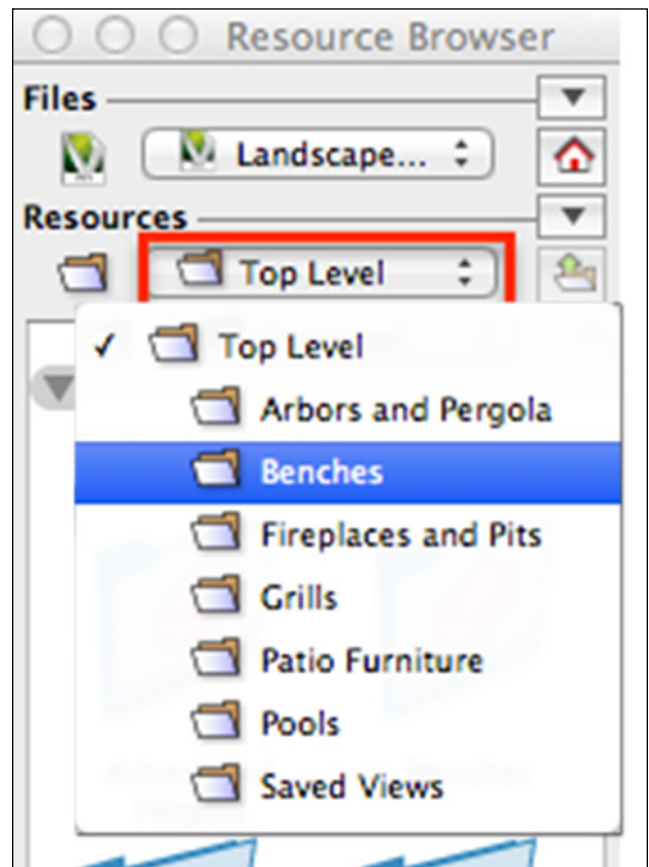 Resource Browser
Files
Landscape...
Resources
Top Level
✓ Top Level
Arbors and Pergola
Benches
Fireplaces and Pits
Grills
Patio Furniture
Pools
Saved Views